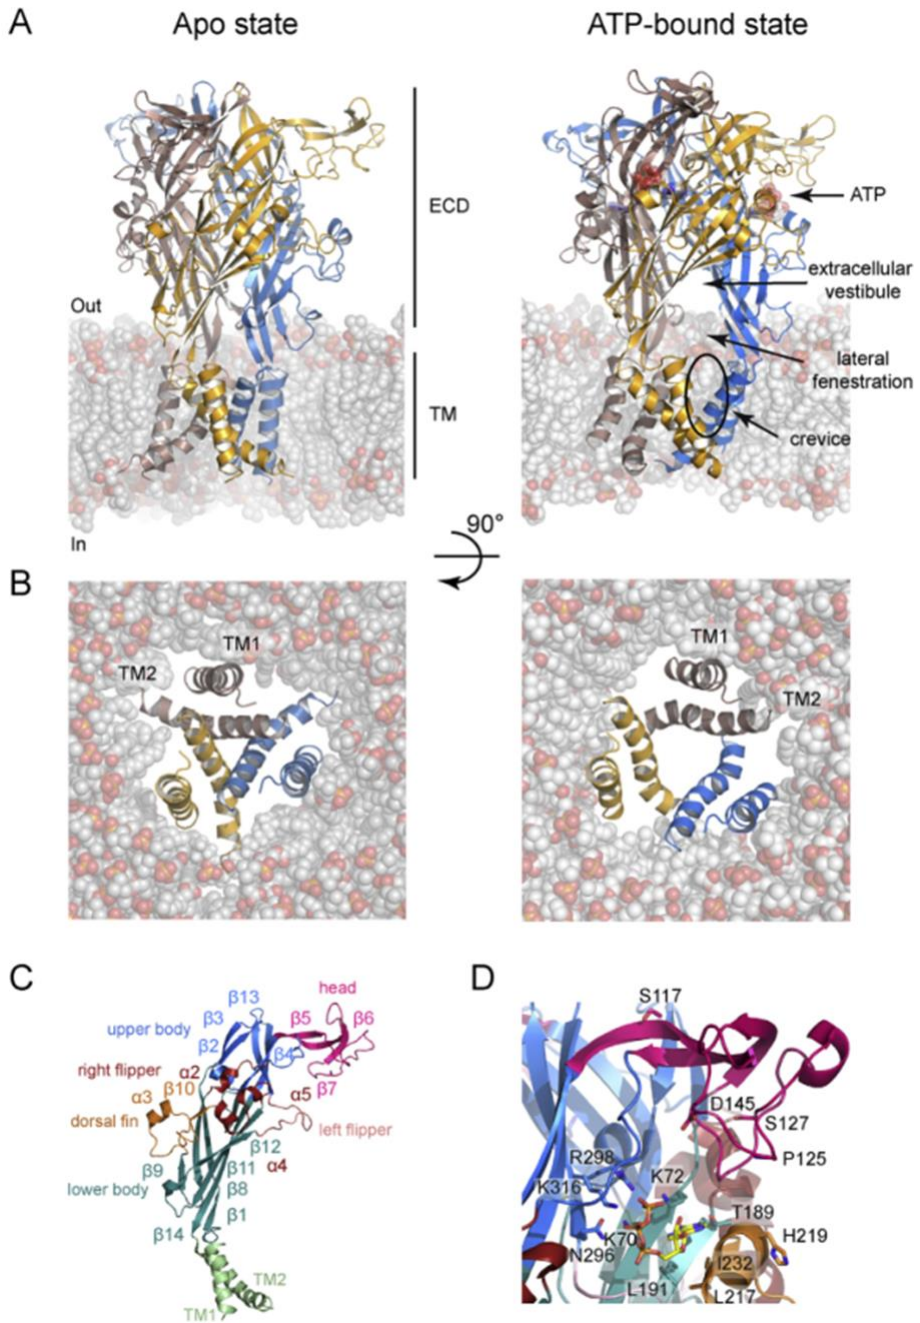 A
Apo state
ATP-bound state
ECD
ATP
extracellular
vestibule
Out
lateral
fenestration
TM
crevice
In
90°
B
TM1
TM2
TM1
TM2
C
β13
head
β3
β5
β6
upper body
β2
β4
right flipper
α2
β7
α3
β10
α5
dorsal fin
left flipper
β12
β9
β11
α4
lower body
β8
β1
β14
TM2
TM1
D
S117
D145
S127
R298
P125
K72
K316
T189
K70
H219
N296
I232
L191
L217